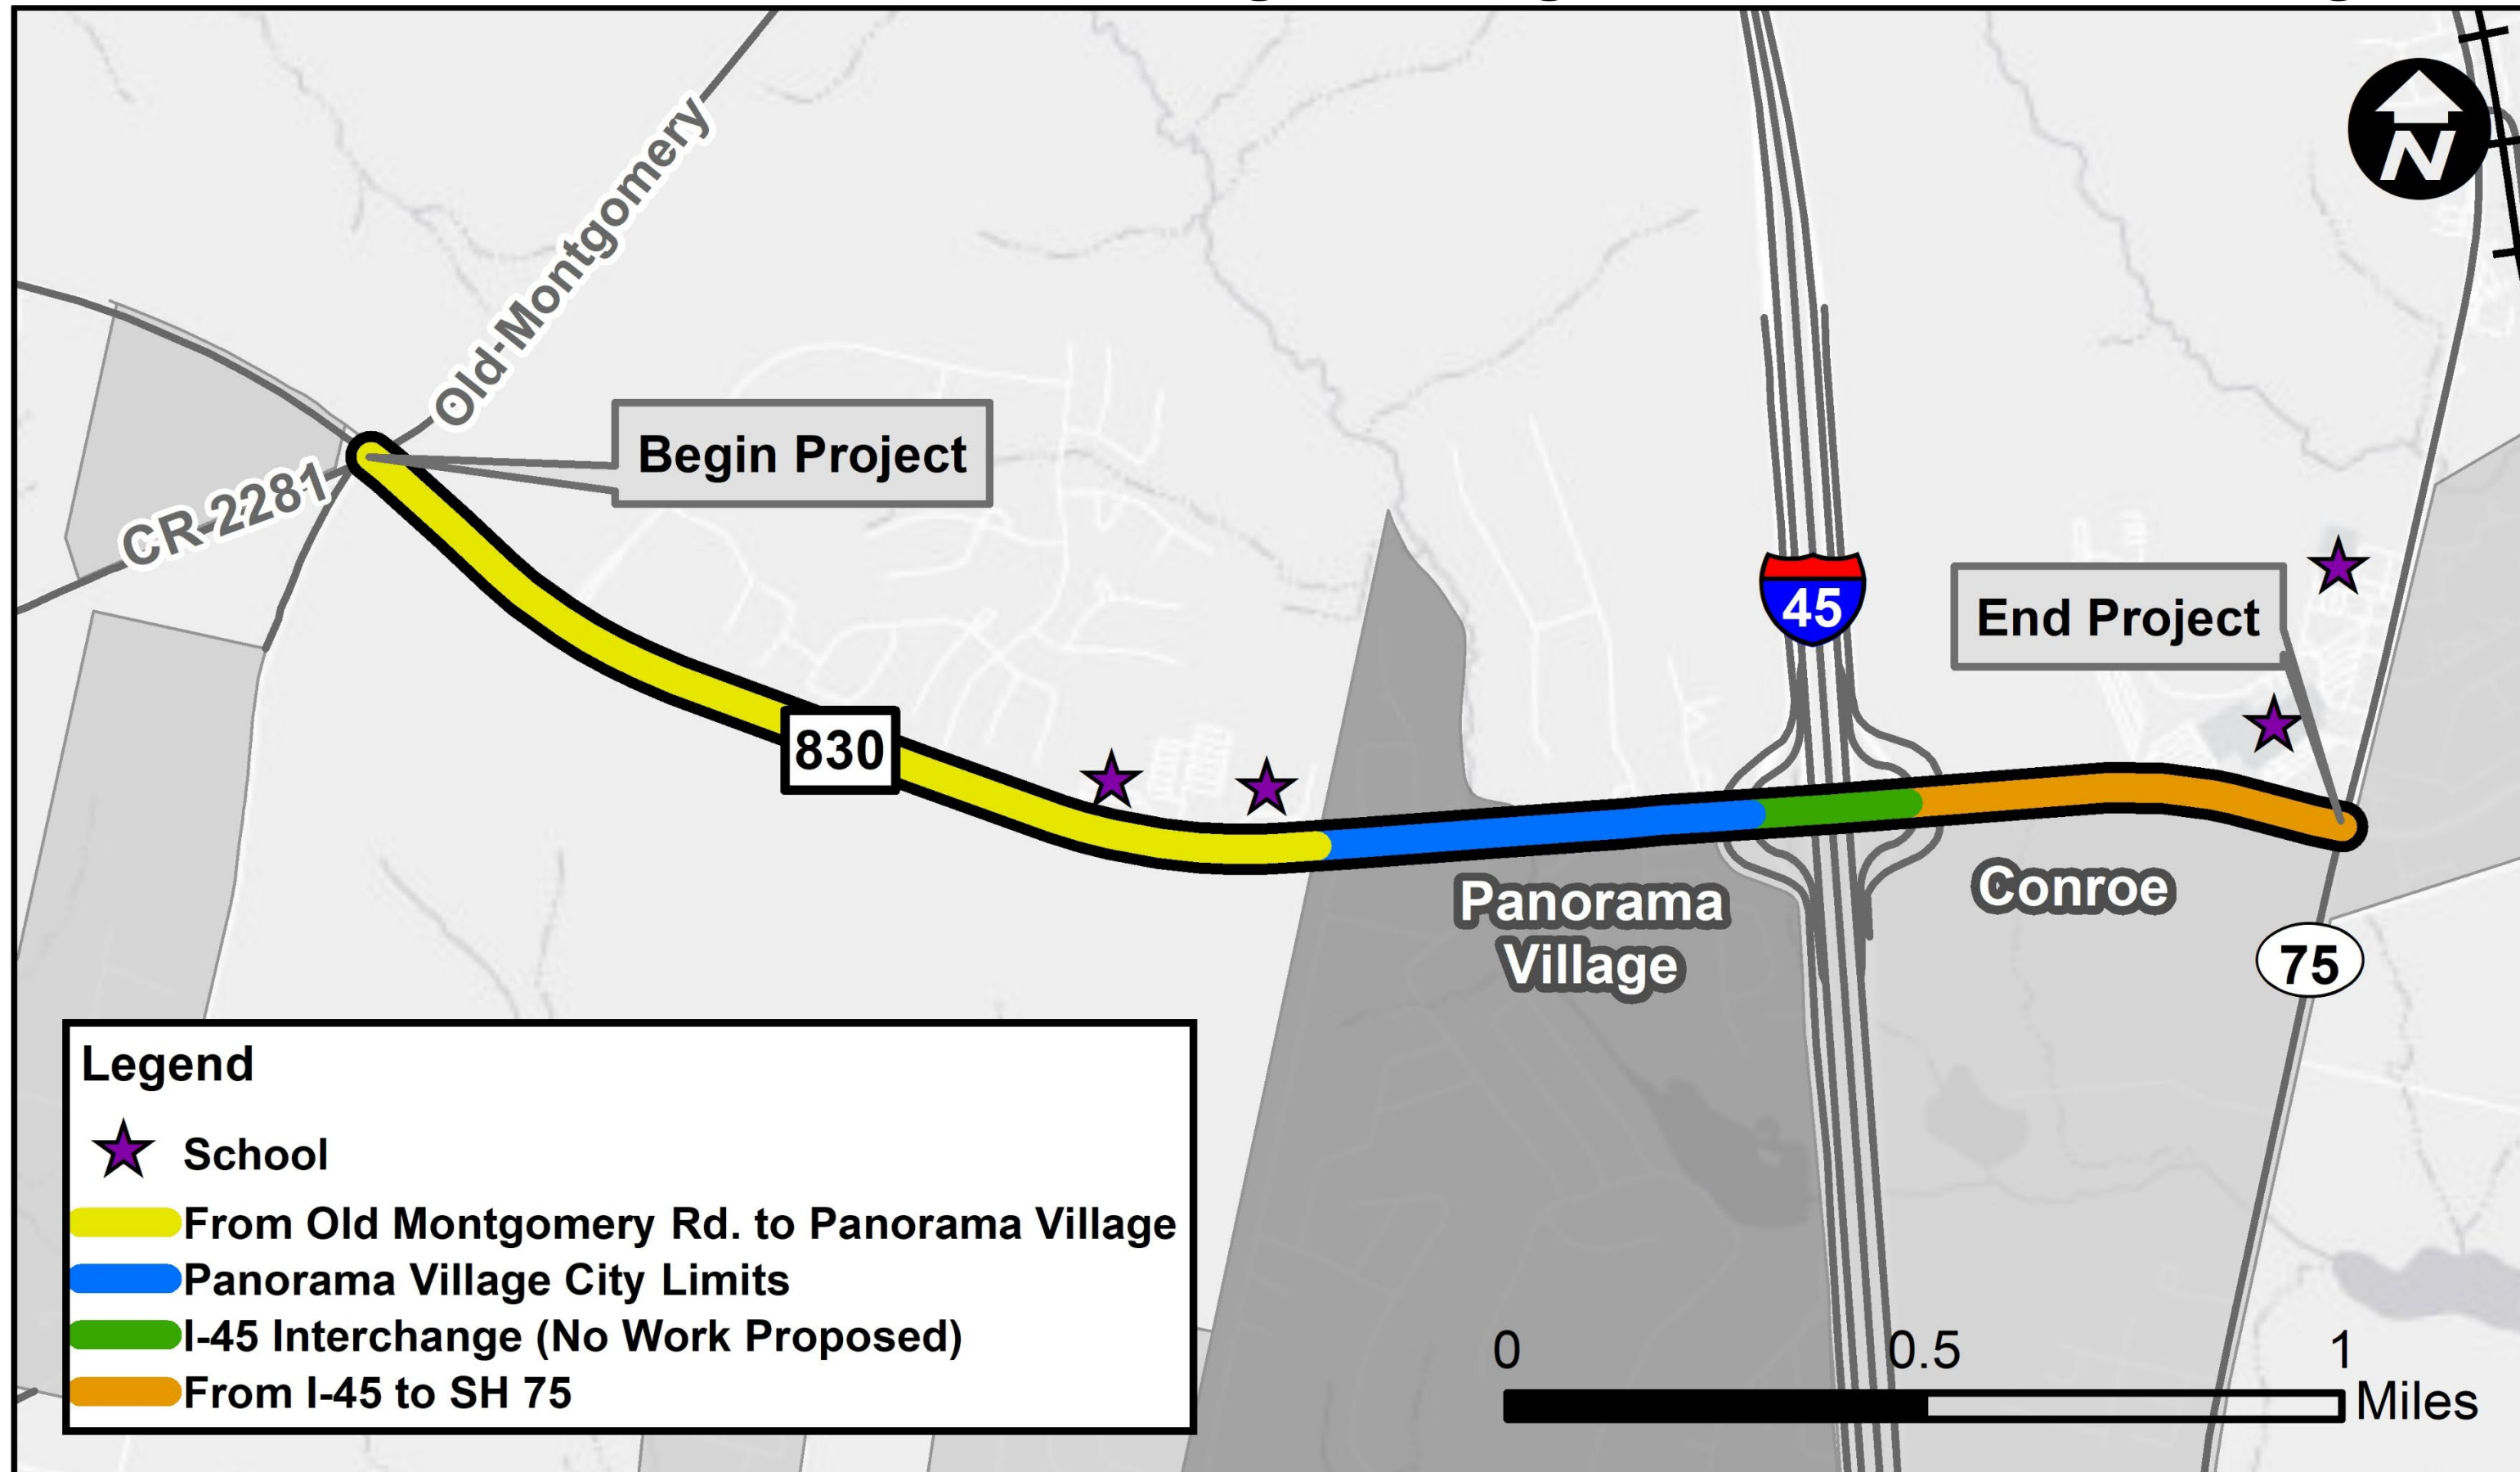 N
Old-Montgomery
Begin Project
CR 2281
45
End Project
830
Panorama
Village
Conroe
75
Legend
School
From Old Montgomery Rd. to Panorama Village
Panorama Village City Limits
I-45 Interchange (No Work Proposed)
From I-45 to SH 75
0 0.5 1
Miles